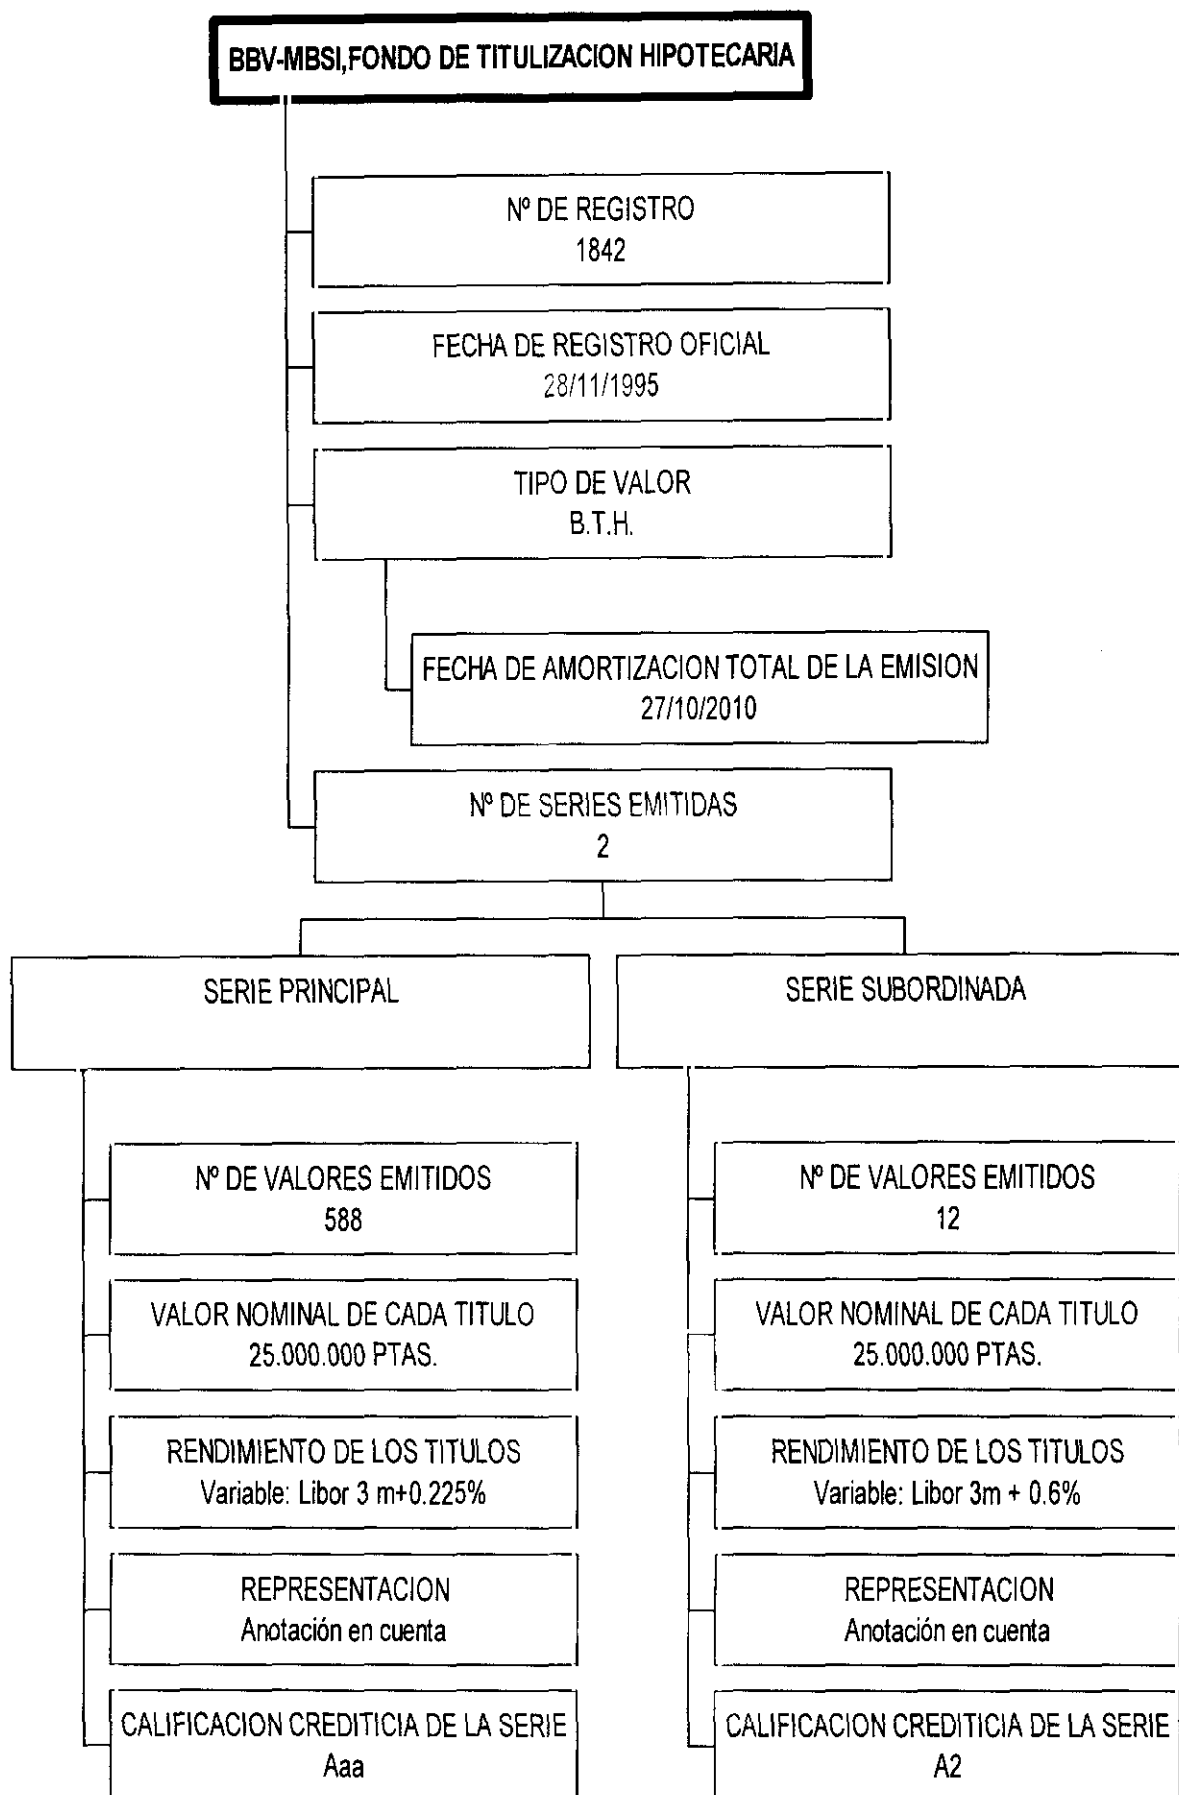 BBV-MBSI,FONDO DE TITULIZACION HIPOTECARIA
Nº DE REGISTRO
1842
FECHA DE REGISTRO OFICIAL
28/11/1995
TIPO DE VALOR
B.T.H.
FECHA DE AMORTIZACION TOTAL DE LA EMISION
27/10/2010
Nº DE SERIES EMITIDAS
2
SERIE PRINCIPAL
Nº DE VALORES EMITIDOS
588
VALOR NOMINAL DE CADA TITULO
25.000.000 PTAS.
RENDIMIENTO DE LOS TITULOS
Variable: Libor 3 m+0.225%
REPRESENTACION
Anotación en cuenta
CALIFICACION CREDITICIA DE LA SERIE
Aaa
SERIE SUBORDINADA
Nº DE VALORES EMITIDOS
12
VALOR NOMINAL DE CADA TITULO
25.000.000 PTAS.
RENDIMIENTO DE LOS TITULOS
Variable: Libor 3m + 0.6%
REPRESENTACION
Anotación en cuenta
CALIFICACION CREDITICIA DE LA SERIE
A2